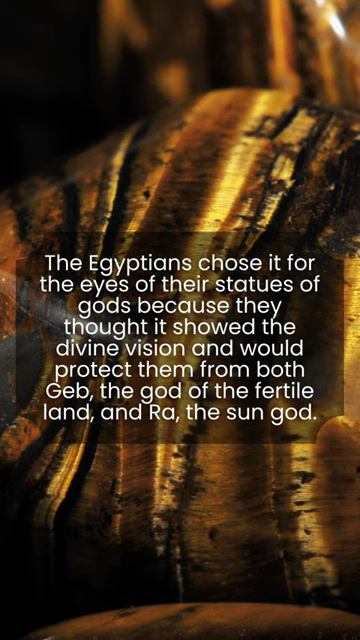 The Egyptians chose it for
the eyes of their statues of
gods because they
thought it showed the
divine vision and would
protect them from both
Geb, the god of the fertile
land, and Ra, the sun god.